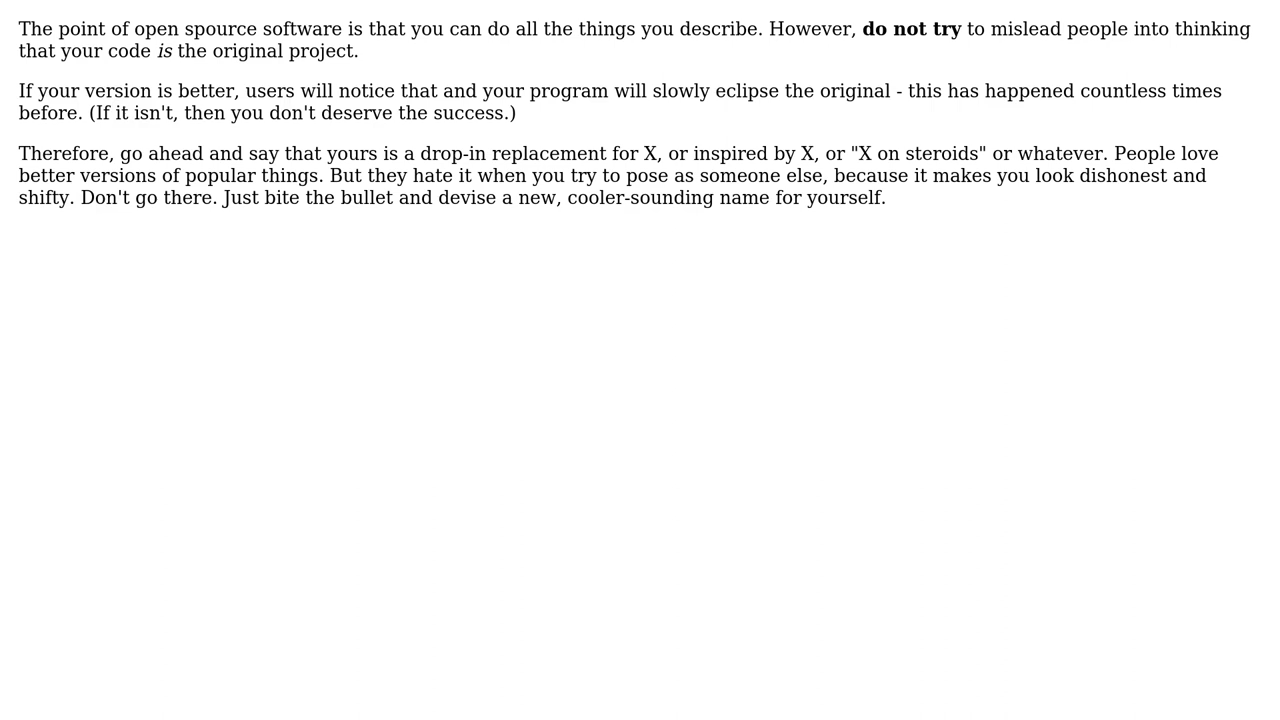 The point of open spource software is that you can do all the things you describe. However, do not try to mislead people into thinking
that your code is the original project.
If your version is better, users will notice that and your program will slowly eclipse the original - this has happened countless times
before. (If it isn't, then you don't deserve the success.)
Therefore, go ahead and say that yours is a drop-in replacement for X, or inspired by X, or "X on steroids" or whatever. People love
better versions of popular things. But they hate it when you try to pose as someone else, because it makes you look dishonest and
shifty. Don't go there. Just bite the bullet and devise a new, cooler-sounding name for yourself.